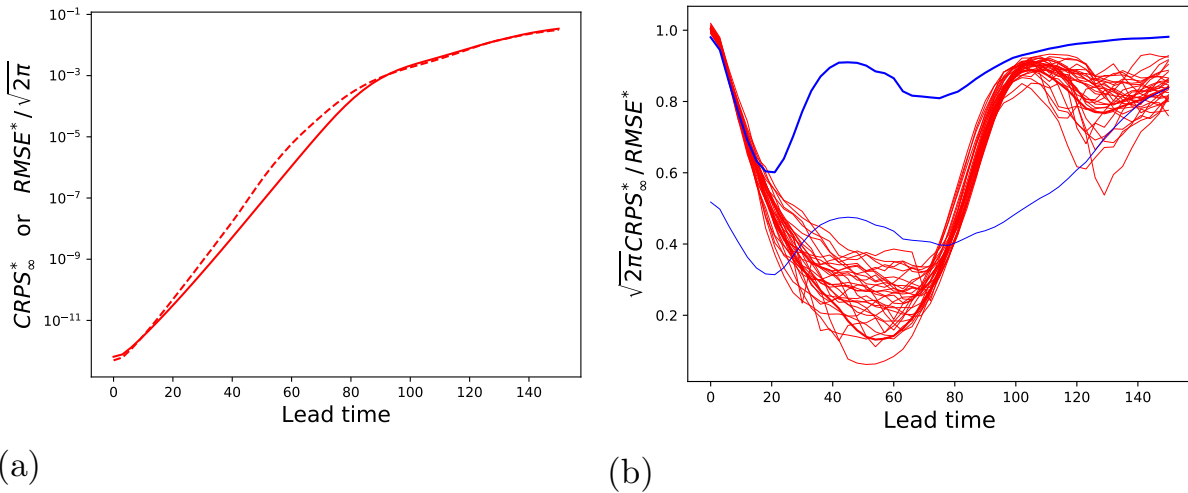 CRPS*∞ or RMSE*/√2π
10⁻¹
10⁻³
10⁻⁵
10⁻⁷
10⁻⁹
10⁻¹¹
0 20 40 60 80 100 120 140
Lead time
(a)
√2πCRPS*∞/RMSE*
1.0
0.8
0.6
0.4
0.2
0 20 40 60 80 100 120 140
Lead time
(b)